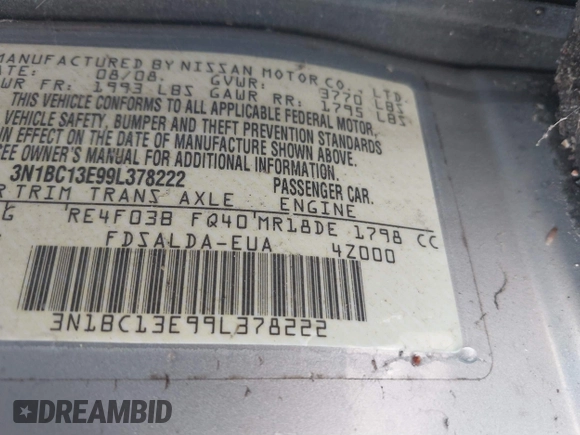 MANUFACTURED BY NISSAN MOTOR CO., LTD.
DATE: 08/08. GVWR: 3770 LBS
GAWR FR: 1993 LBS GAWR RR: 1795 LBS
THIS VEHICLE CONFORMS TO ALL APPLICABLE FEDERAL MOTOR
VEHICLE SAFETY, BUMPER AND THEFT PREVENTION STANDARDS
IN EFFECT ON THE DATE OF MANUFACTURE SHOWN ABOVE.
SEE OWNER'S MANUAL FOR ADDITIONAL INFORMATION.
3N1BC13E99L378222 PASSENGER CAR.
TRIM TRANS AXLE ENGINE
G RE4F03B FQ40 MR18DE 1798 CC
FDSALDA-EUA 4Z000
3N1BC13E99L378222
DREAMBID